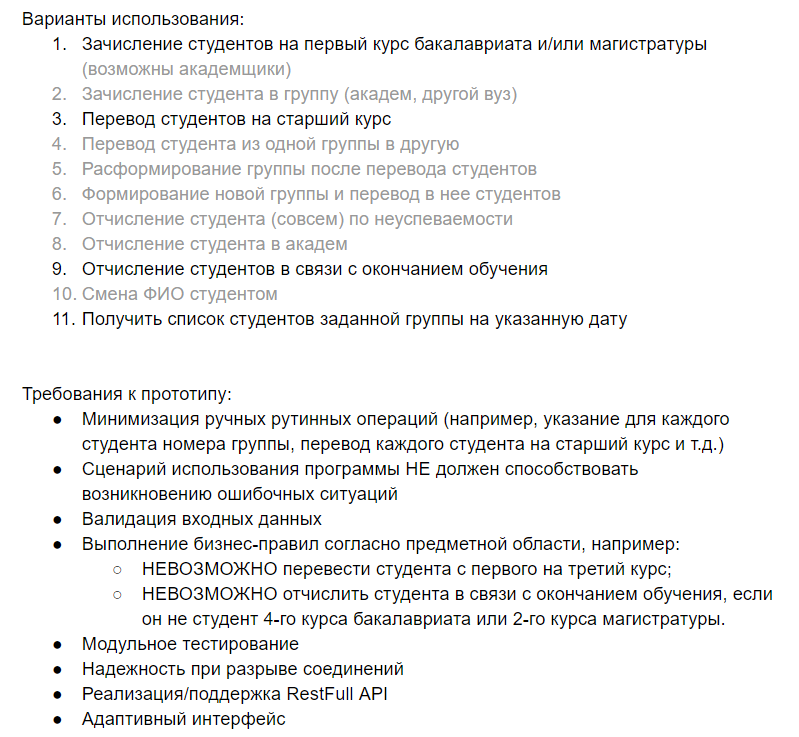 Варианты использования:
1. Зачисление студентов на первый курс бакалавриата и/или магистратуры
(возможны академщики)
2. Зачисление студента в группу (академ, другой вуз)
3. Перевод студентов на старший курс
4. Перевод студента из одной группы в другую
5. Расформирование группы после перевода студентов
6. Формирование новой группы и перевод в нее студентов
7. Отчисление студента (совсем) по неуспеваемости
8. Отчисление студента в академ
9. Отчисление студентов в связи с окончанием обучения
10. Смена ФИО студентом
11. Получить список студентов заданной группы на указанную дату
Требования к прототипу:
● Минимизация ручных рутинных операций (например, указание для каждого
студента номера группы, перевод каждого студента на старший курс и т.д.)
● Сценарий использования программы НЕ должен способствовать
возникновению ошибочных ситуаций
● Валидация входных данных
● Выполнение бизнес-правил согласно предметной области, например:
○ НЕВОЗМОЖНО перевести студента с первого на третий курс;
○ НЕВОЗМОЖНО отчислить студента в связи с окончанием обучения, если
он не студент 4-го курса бакалавриата или 2-го курса магистратуры.
● Модульное тестирование
● Надежность при разрыве соединений
● Реализация/поддержка RestFull API
● Адаптивный интерфейс